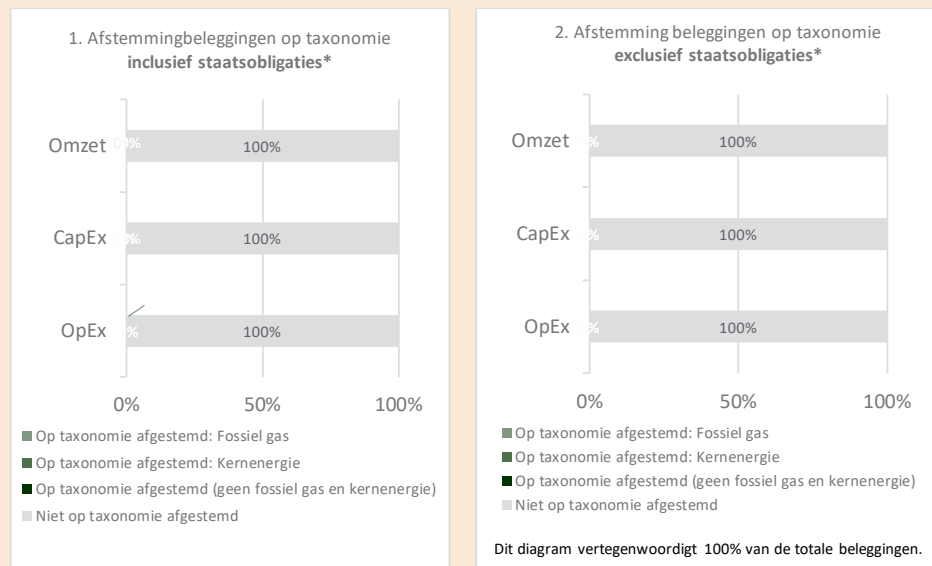 1. Afstemmingbeleggingen op taxonomie
inclusief staatsobligaties*
Omzet 0% 100%
CapEx 0% 100%
OpEx % 100%
0% 50% 100%
Op taxonomie afgestemd: Fossiel gas
Op taxonomie afgestemd: Kernenergie
Op taxonomie afgestemd (geen fossiel gas en kernenergie)
Niet op taxonomie afgestemd
2. Afstemming beleggingen op taxonomie
exclusief staatsobligaties*
Omzet % 100%
CapEx % 100%
OpEx % 100%
0% 50% 100%
Op taxonomie afgestemd: Fossiel gas
Op taxonomie afgestemd: Kernenergie
Op taxonomie afgestemd (geen fossiel gas en kernenergie)
Niet op taxonomie afgestemd
Dit diagram vertegenwoordigt 100% van de totale beleggingen.